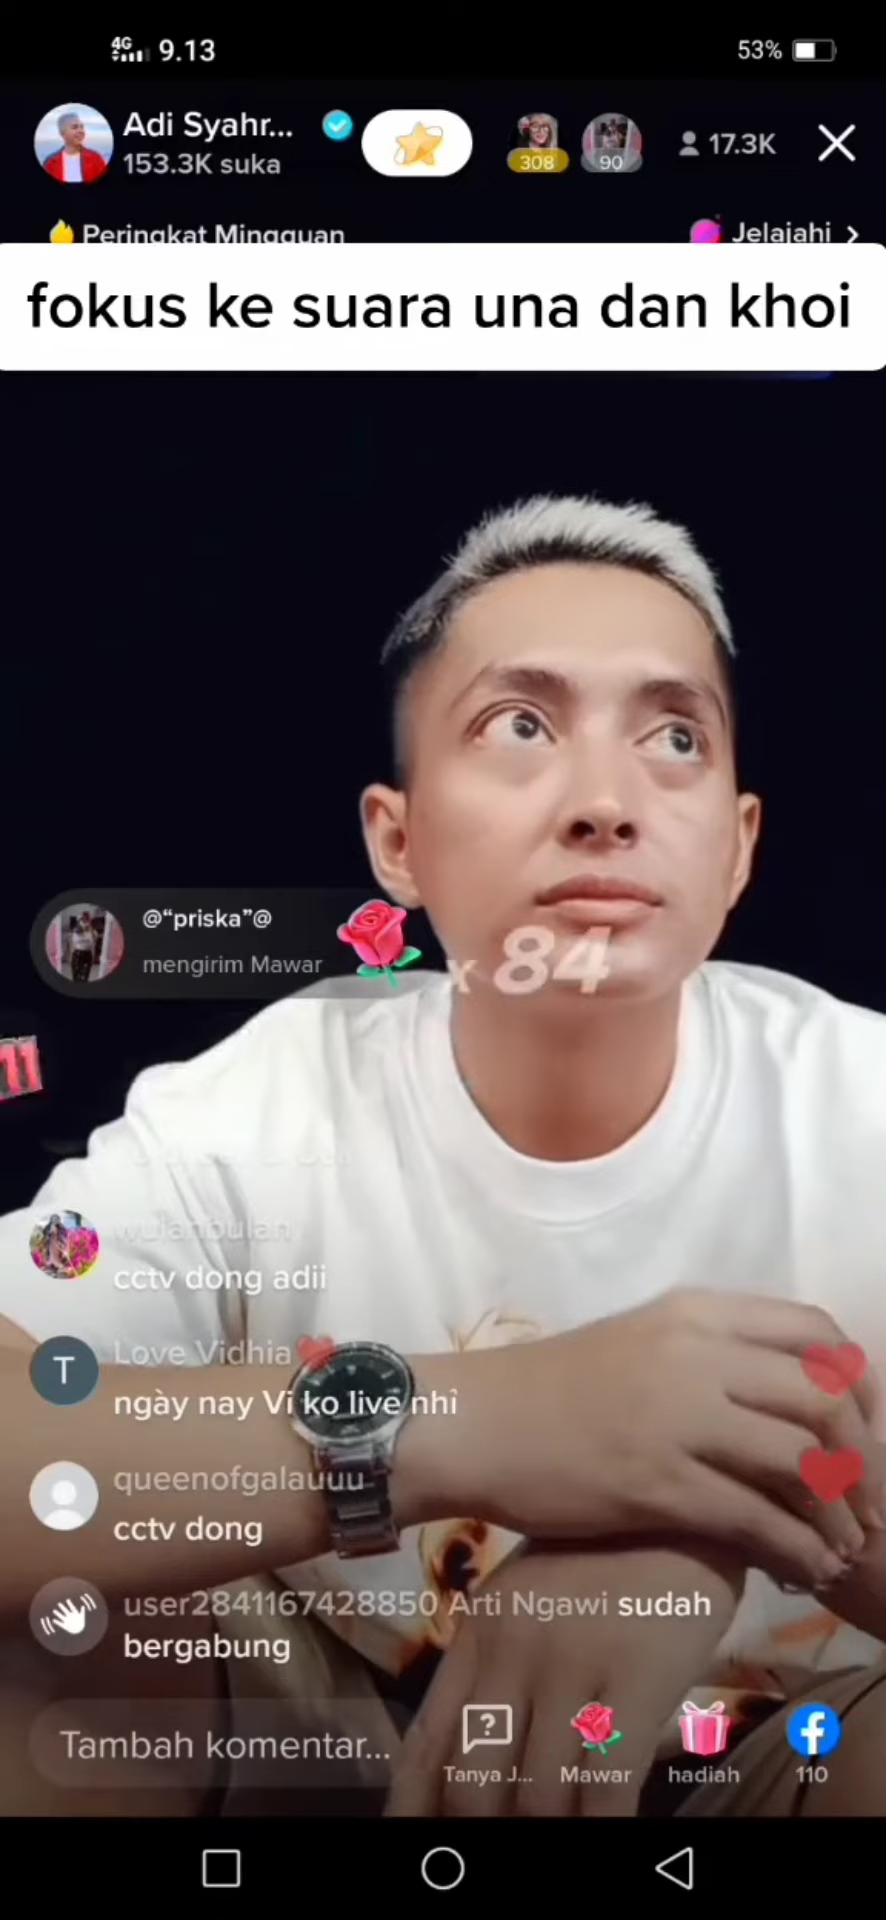 4G 9.13 53%
Adi Syahr...
153.3K suka
308 90 17.3K
Peringkat Mingguan Jelajahi >
fokus ke suara una dan khoi
@“priska”@
mengirim Mawar
x 84
11
wulanbulan
cctv dong adii
Love Vidhia
T
ngày nay Vi ko live nhỉ
queenofgalauuu
cctv dong
user2841167428850 Arti Ngawi sudah
bergabung
Tambah komentar...
?
Tanya J... Mawar hadiah 110